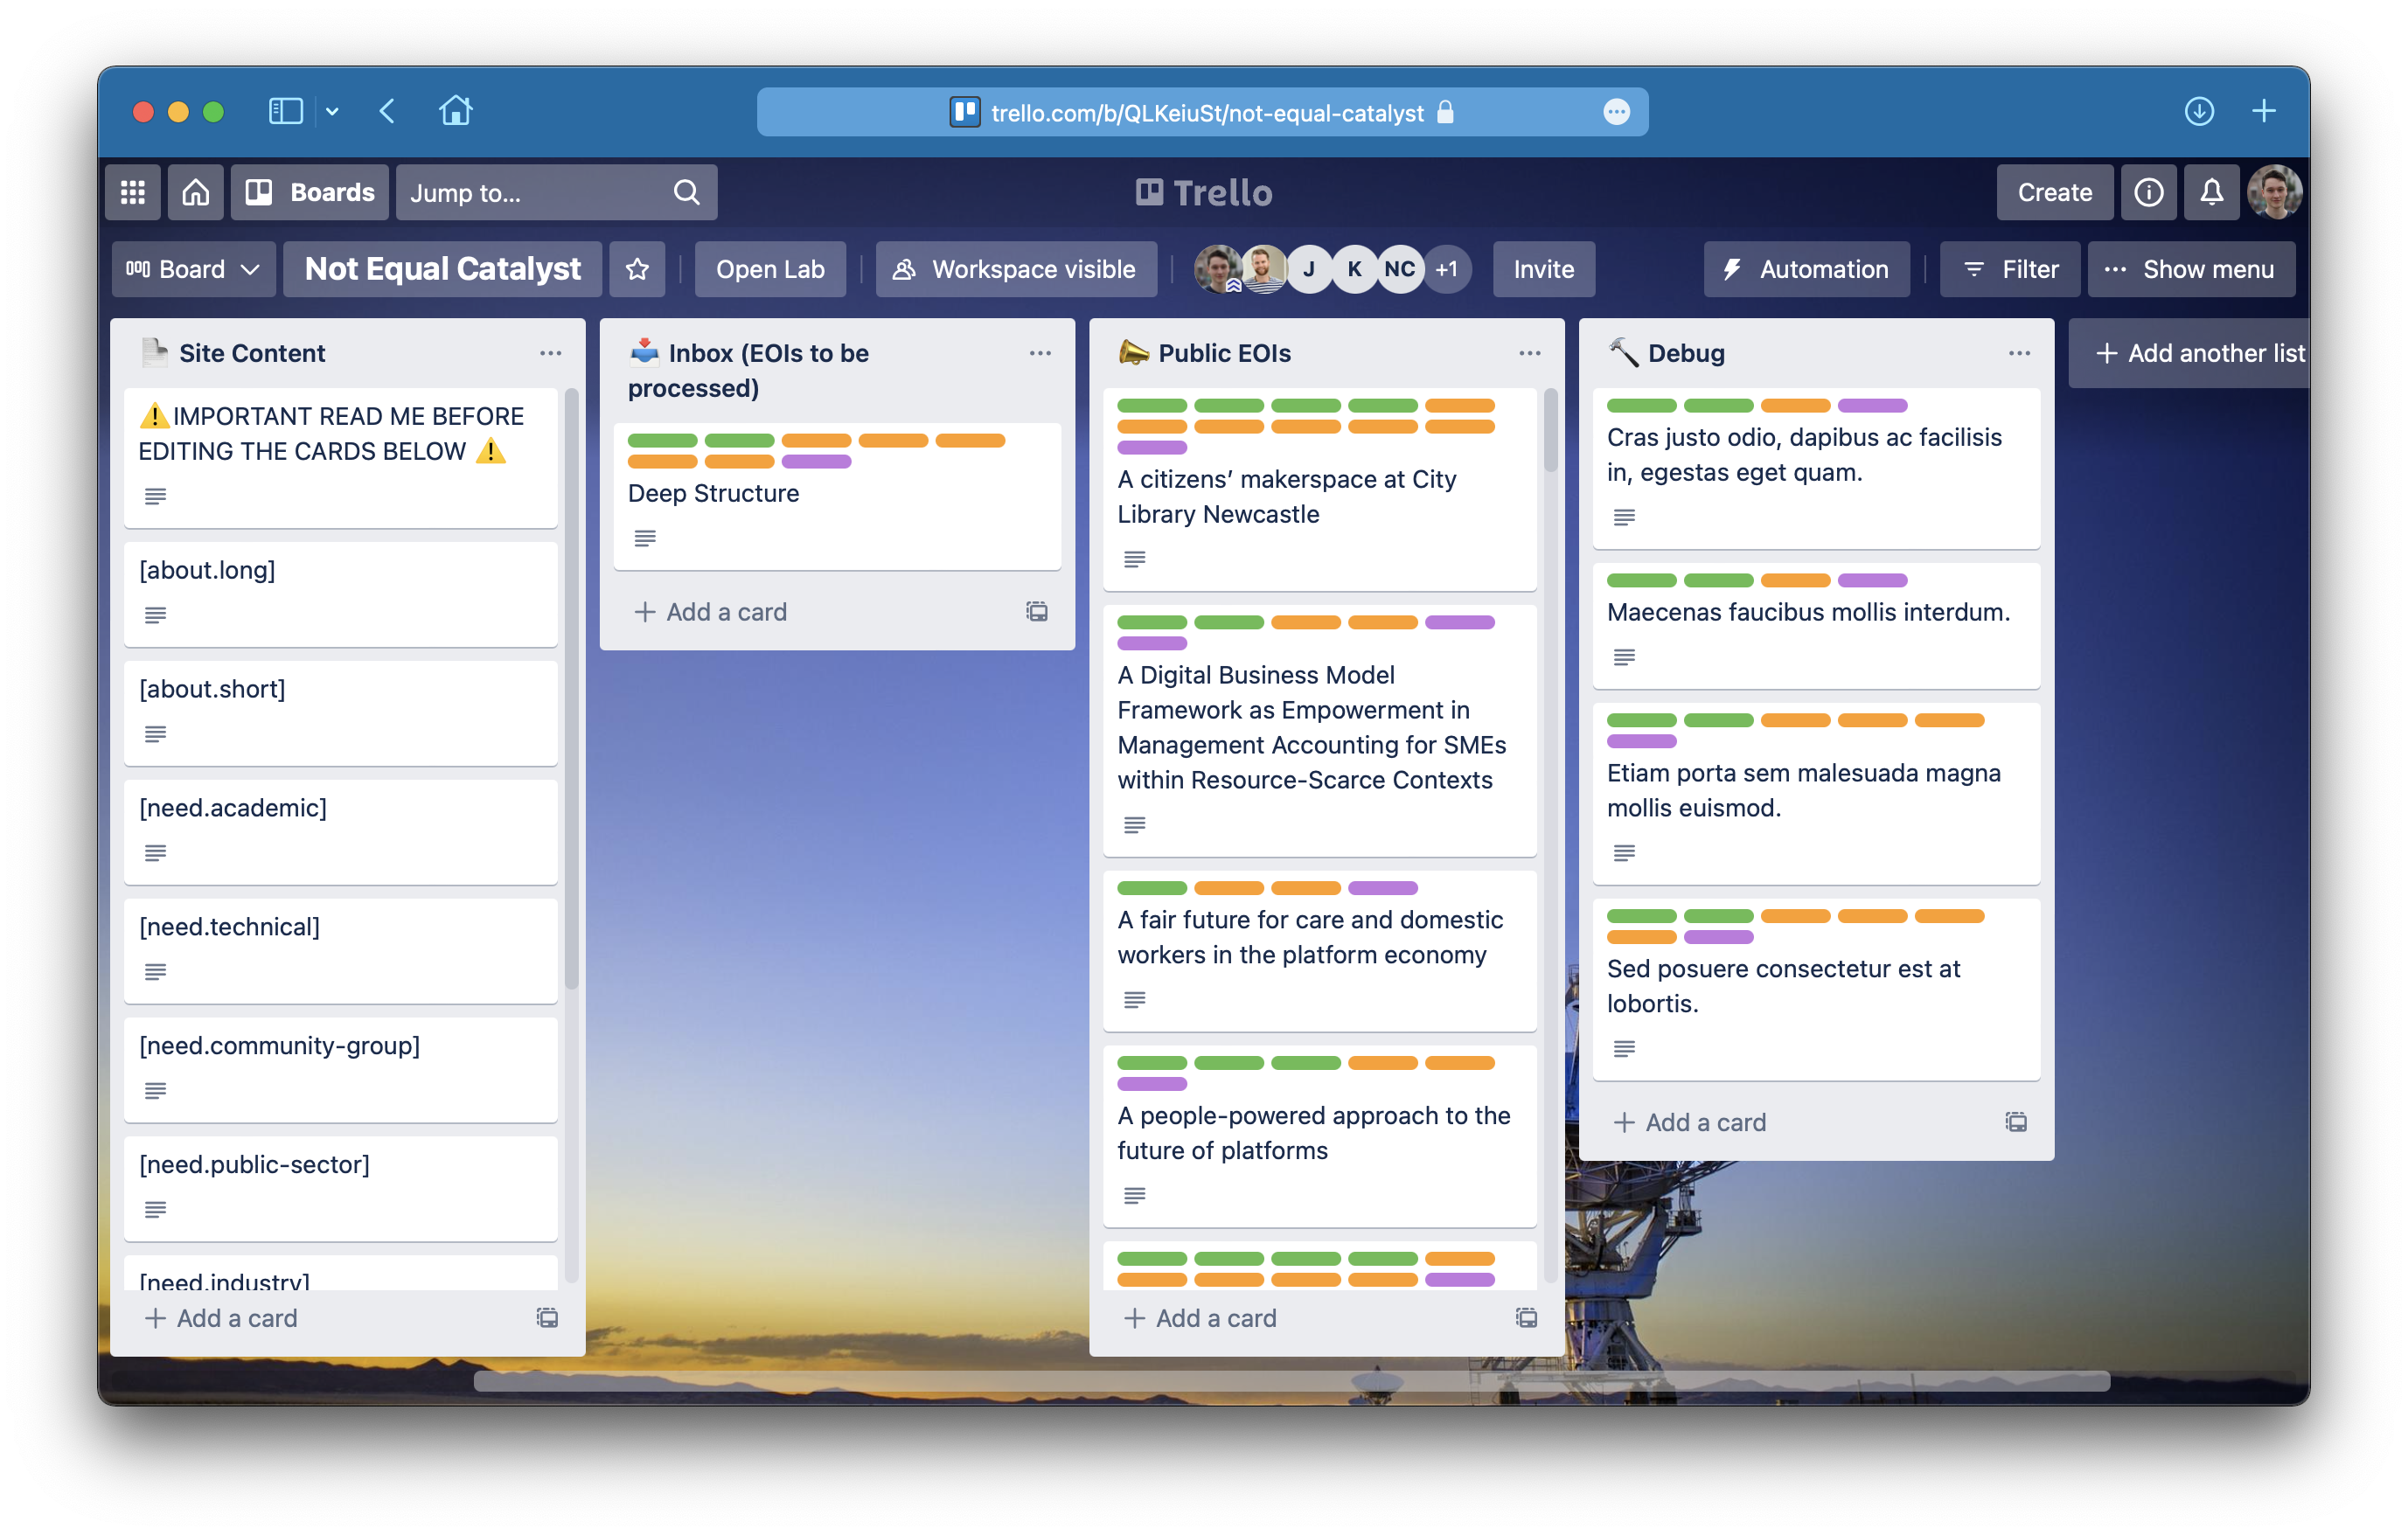 trello.com/b/QLKeiuSt/not-equal-catalyst
Boards
Jump to...
Trello
Create
Board
Not Equal Catalyst
Open Lab
Workspace visible
J
K
NC
+1
Invite
Automation
Filter
Show menu
Site Content
⚠️IMPORTANT READ ME BEFORE
EDITING THE CARDS BELOW ⚠️
[about.long]
[about.short]
[need.academic]
[need.technical]
[need.community-group]
[need.public-sector]
[need.industry]
+ Add a card
Inbox (EOIs to be
processed)
Deep Structure
+ Add a card
Public EOIs
A citizens’ makerspace at City
Library Newcastle
A Digital Business Model
Framework as Empowerment in
Management Accounting for SMEs
within Resource-Scarce Contexts
A fair future for care and domestic
workers in the platform economy
A people-powered approach to the
future of platforms
+ Add a card
Debug
Cras justo odio, dapibus ac facilisis
in, egestas eget quam.
Maecenas faucibus mollis interdum.
Etiam porta sem malesuada magna
mollis euismod.
Sed posuere consectetur est at
lobortis.
+ Add a card
+ Add another list